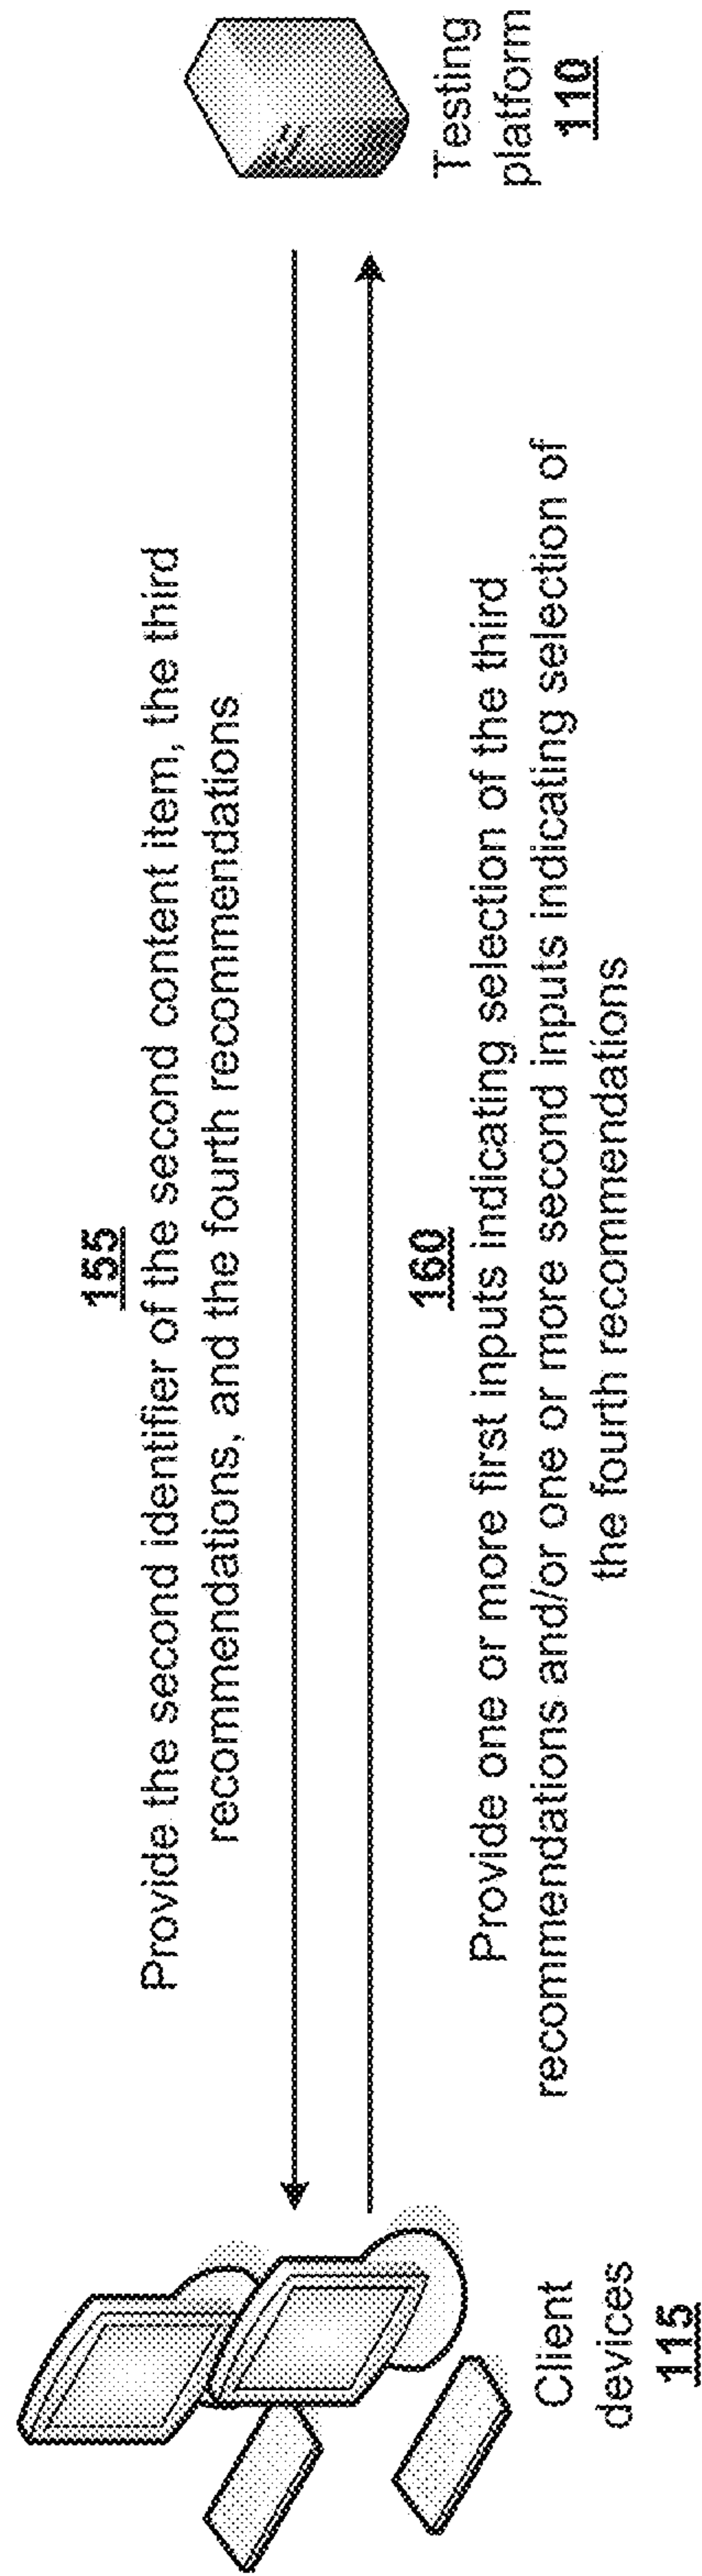 155
Provide the second identifier of the second content item, the third
recommendations, and the fourth recommendations
160
Provide one or more first inputs indicating selection of the third
recommendations and/or one or more second inputs indicating selection of
the fourth recommendations
Client
devices
115
Testing
platform
110